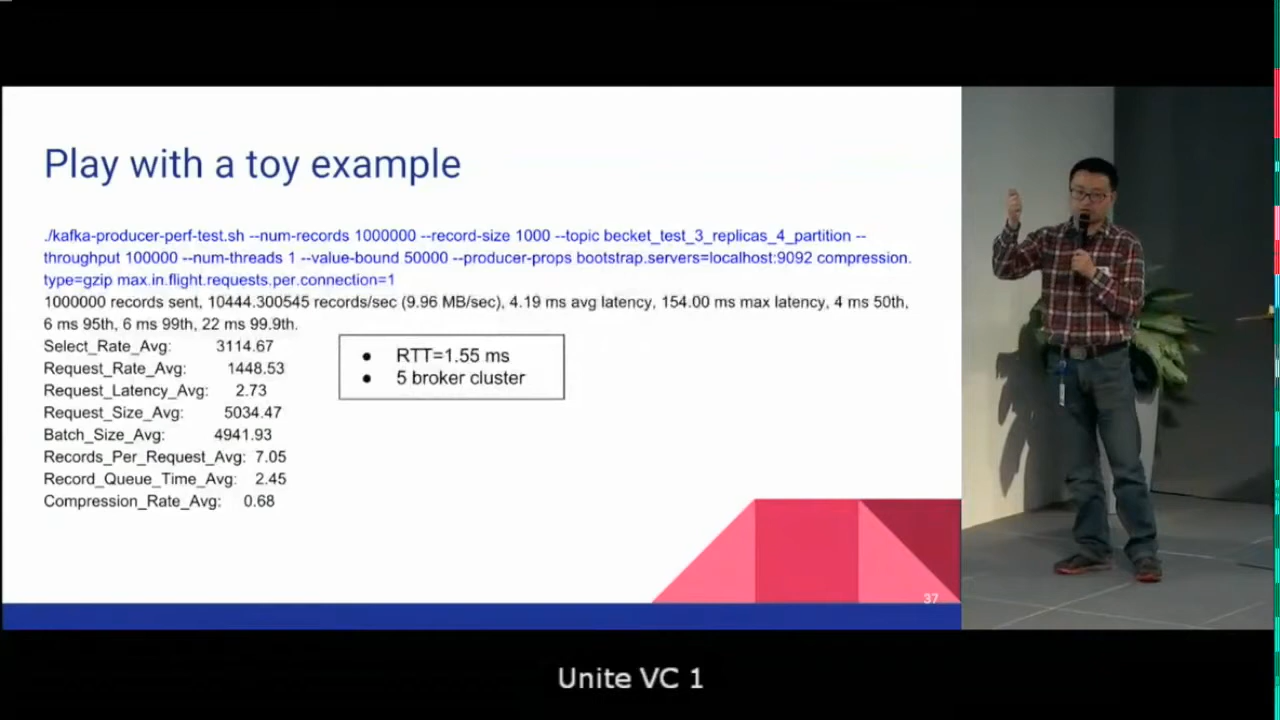 Play with a toy example
./kafka-producer-perf-test.sh --num-records 1000000 --record-size 1000 --topic becket_test_3_replicas_4_partition --
throughput 100000 --num-threads 1 --value-bound 50000 --producer-props bootstrap.servers=localhost:9092 compression.
type=gzip max.in.flight.requests.per.connection=1
1000000 records sent, 10444.300545 records/sec (9.96 MB/sec), 4.19 ms avg latency, 154.00 ms max latency, 4 ms 50th,
6 ms 95th, 6 ms 99th, 22 ms 99.9th.
Select_Rate_Avg: 3114.67
Request_Rate_Avg: 1448.53
Request_Latency_Avg: 2.73
Request_Size_Avg: 5034.47
Batch_Size_Avg: 4941.93
Records_Per_Request_Avg: 7.05
Record_Queue_Time_Avg: 2.45
Compression_Rate_Avg: 0.68
• RTT=1.55 ms
• 5 broker cluster
37
Unite VC 1